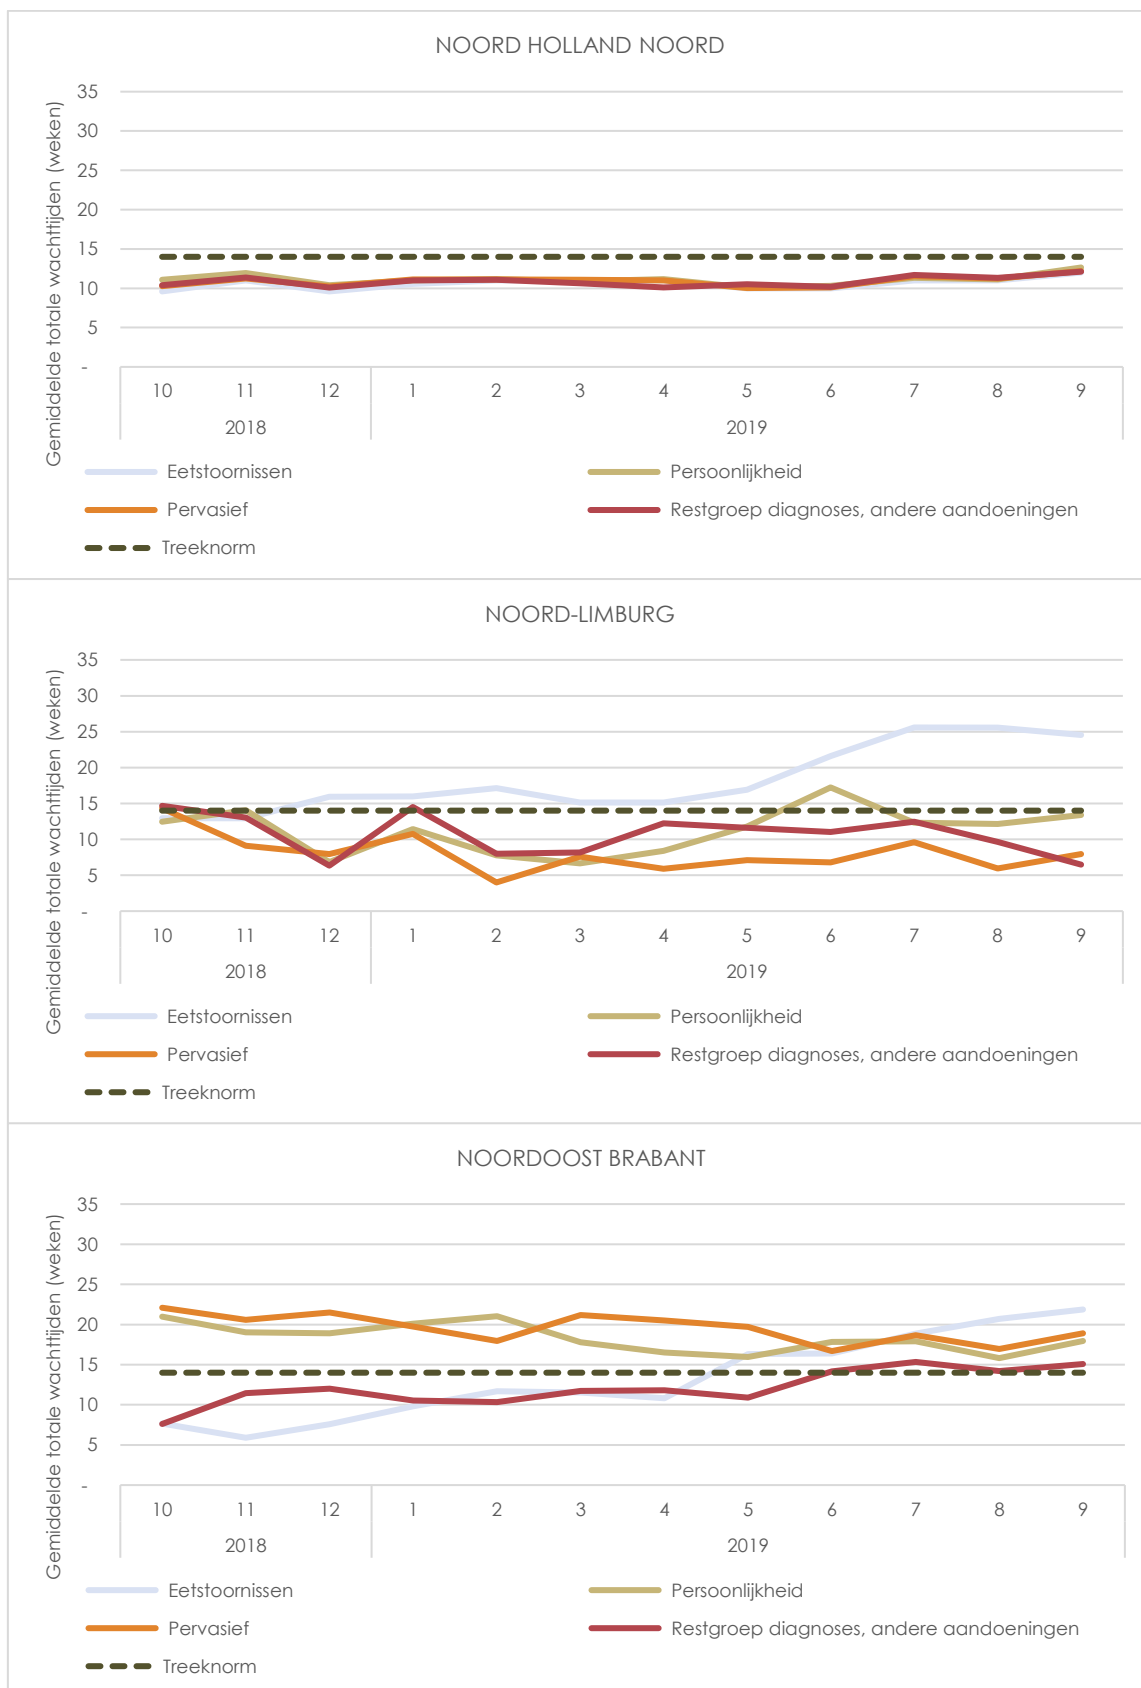 NOORD HOLLAND NOORD
Gemiddelde totale wachttijden (weken)
35
30
25
20
15
10
5
-
10 11 12 1 2 3 4 5 6 7 8 9
2018 2019
Eetstoornissen Persoonlijkheid
Pervasief Restgroep diagnoses, andere aandoeningen
Treeknorm
NOORD-LIMBURG
Gemiddelde totale wachttijden (weken)
35
30
25
20
15
10
5
-
10 11 12 1 2 3 4 5 6 7 8 9
2018 2019
Eetstoornissen Persoonlijkheid
Pervasief Restgroep diagnoses, andere aandoeningen
Treeknorm
NOORDOOST BRABANT
Gemiddelde totale wachttijden (weken)
35
30
25
20
15
10
5
-
10 11 12 1 2 3 4 5 6 7 8 9
2018 2019
Eetstoornissen Persoonlijkheid
Pervasief Restgroep diagnoses, andere aandoeningen
Treeknorm